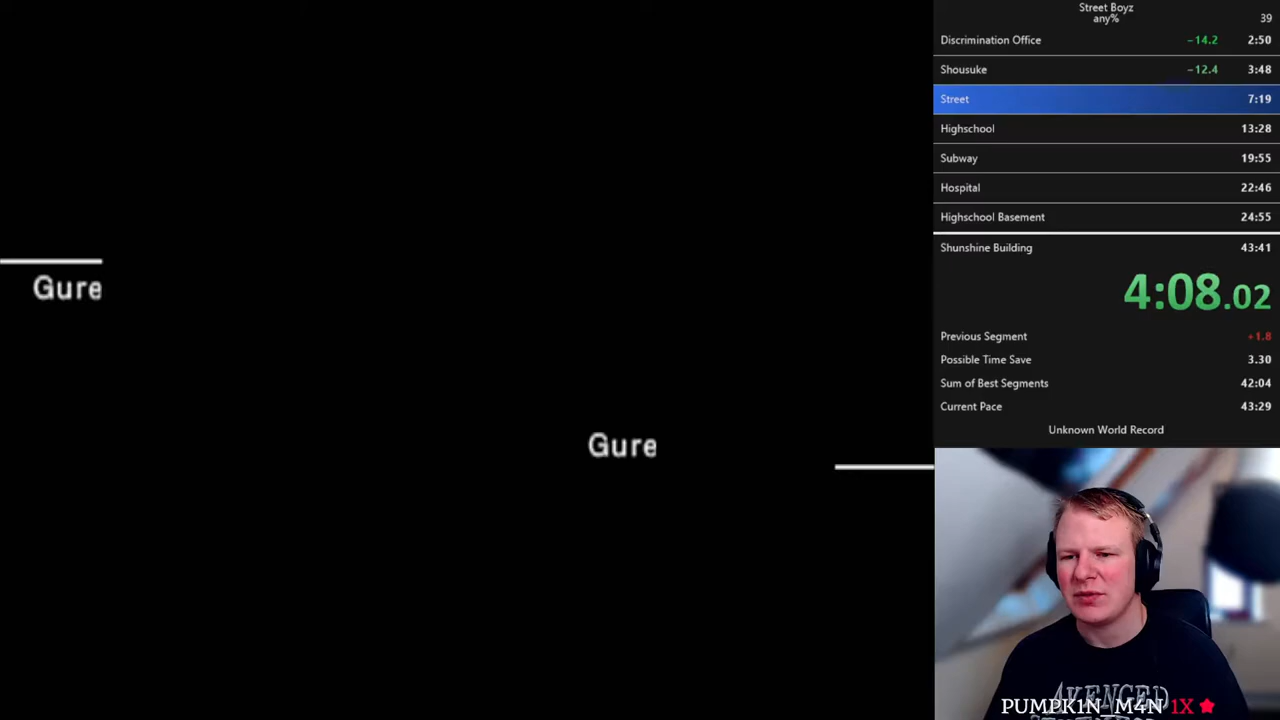 Gure
Gure
Street Boyz
any%
39
Discrimination Office -14.2 2:50
Shousuke -12.4 3:48
Street 7:19
Highschool 13:28
Subway 19:55
Hospital 22:46
Highschool Basement 24:55
Shunshine Building 43:41
4:08.02
Previous Segment +1.8
Possible Time Save 3.30
Sum of Best Segments 42:04
Current Pace 43:29
Unknown World Record
AVENGED
PUMPK1N_M4N 1X